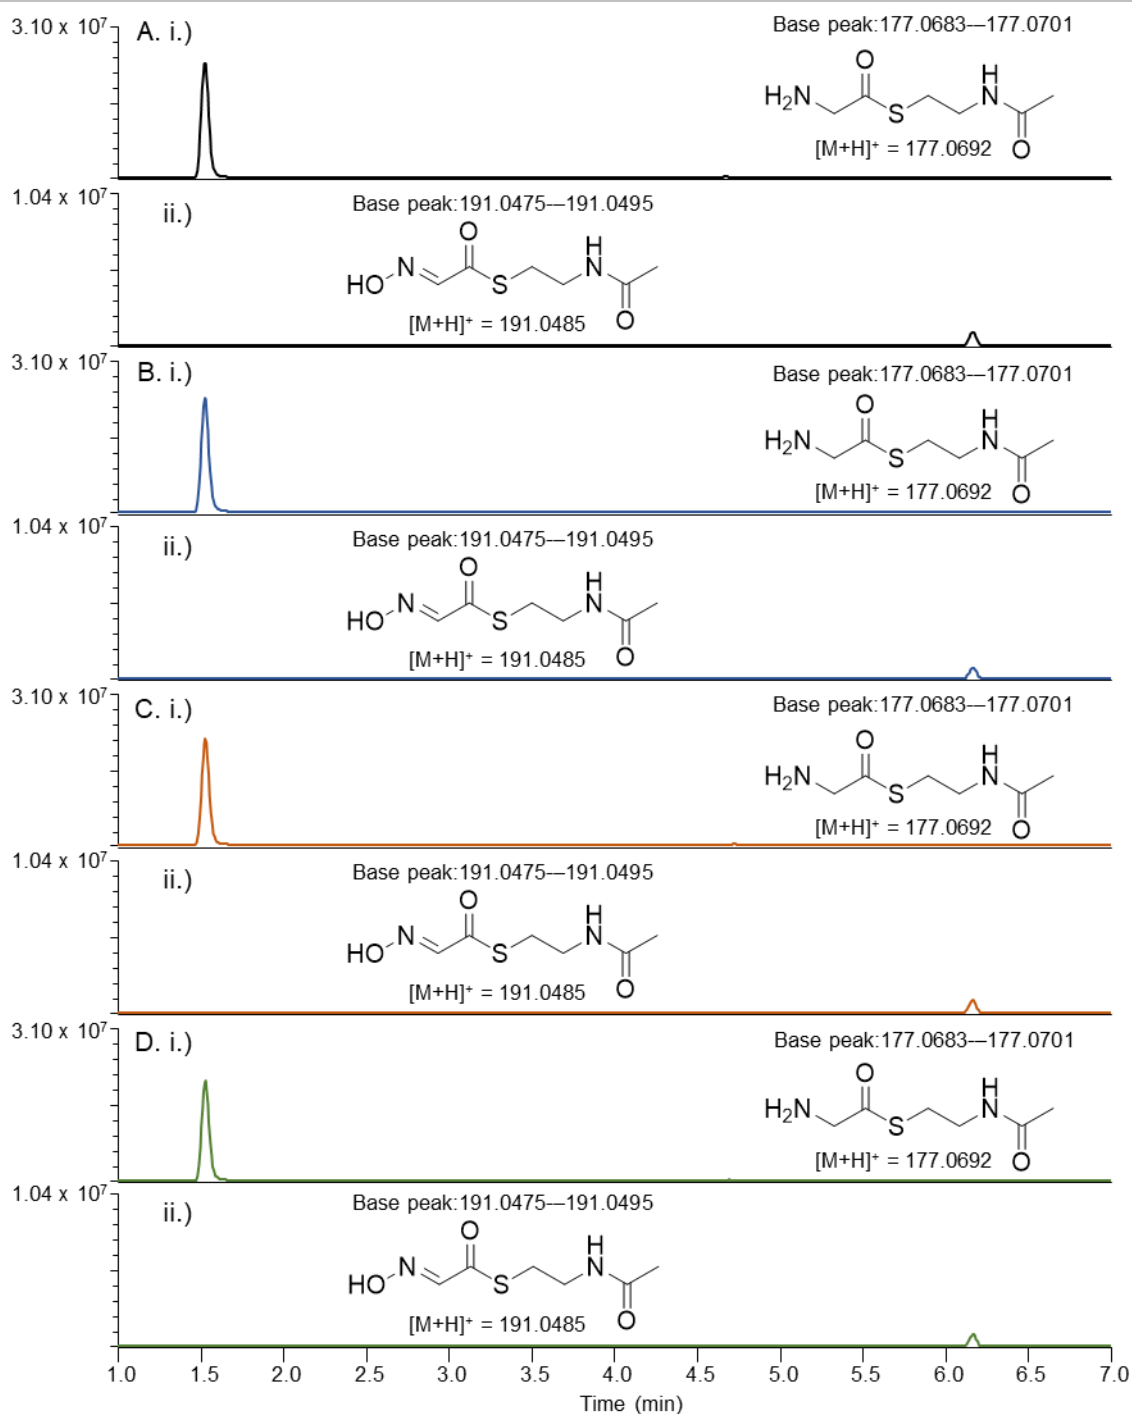 3.10 x 10⁷
A. i.)
Base peak:177.0683-–177.0701
O
H
H₂N
N
S
O
[M+H]⁺ = 177.0692
1.04 x 10⁷
ii.)
Base peak:191.0475-–191.0495
O
H
N
N
HO
S
O
[M+H]⁺ = 191.0485
3.10 x 10⁷
B. i.)
Base peak:177.0683-–177.0701
O
H
H₂N
N
S
O
[M+H]⁺ = 177.0692
1.04 x 10⁷
ii.)
Base peak:191.0475-–191.0495
O
H
N
N
HO
S
O
[M+H]⁺ = 191.0485
3.10 x 10⁷
C. i.)
Base peak:177.0683-–177.0701
O
H
H₂N
N
S
O
[M+H]⁺ = 177.0692
1.04 x 10⁷
ii.)
Base peak:191.0475-–191.0495
O
H
N
N
HO
S
O
[M+H]⁺ = 191.0485
3.10 x 10⁷
D. i.)
Base peak:177.0683-–177.0701
O
H
H₂N
N
S
O
[M+H]⁺ = 177.0692
1.04 x 10⁷
ii.)
Base peak:191.0475-–191.0495
O
H
N
N
HO
S
O
[M+H]⁺ = 191.0485
1.0 1.5 2.0 2.5 3.0 3.5 4.0 4.5 5.0 5.5 6.0 6.5 7.0
Time (min)